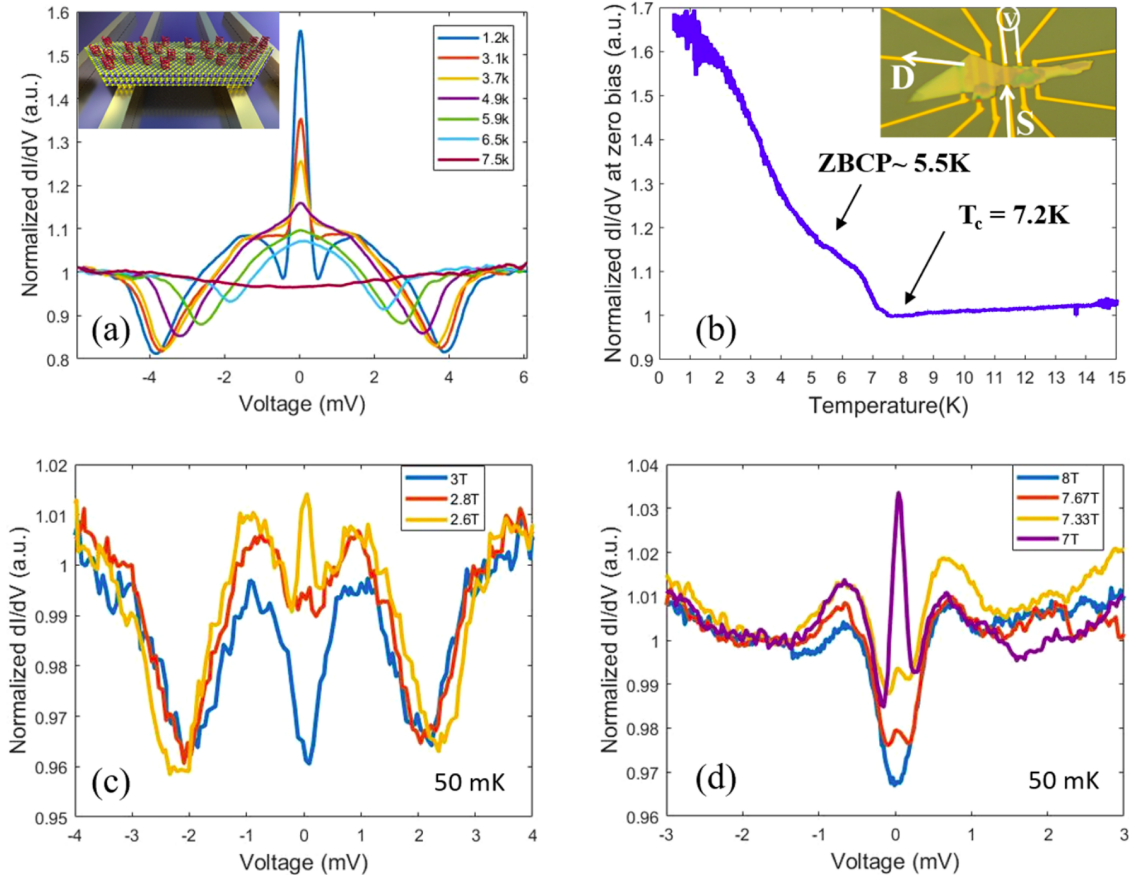 1.6
1.5
1.4
1.3
1.2
1.1
1
0.9
0.8
Normalized dI/dV (a.u.)
1.2k
3.1k
3.7k
4.9k
5.9k
6.5k
7.5k
(a)
-4 -2 0 2 4 6
Voltage (mV)
1.7
1.6
1.5
1.4
1.3
1.2
1.1
1
0.9
Normalized dI/dV at zero bias (a.u.)
V
D
S
ZBCP~ 5.5K
Tc = 7.2K
(b)
0 1 2 3 4 5 6 7 8 9 10 11 12 13 14 15
Temperature(K)
1.02
1.01
1
0.99
0.98
0.97
0.96
0.95
Normalized dI/dV (a.u.)
3T
2.8T
2.6T
(c)
50 mK
-4 -3 -2 -1 0 1 2 3 4
Voltage (mV)
1.04
1.03
1.02
1.01
1
0.99
0.98
0.97
0.96
Normalized dI/dV (a.u.)
8T
7.67T
7.33T
7T
(d)
50 mK
-3 -2 -1 0 1 2 3
Voltage (mV)